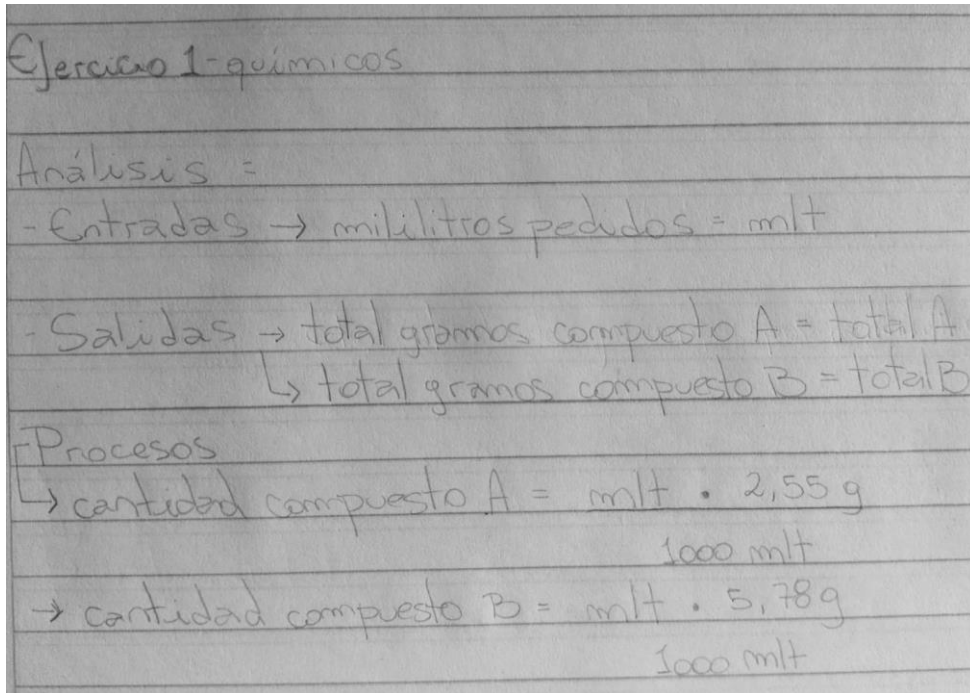 Ejercicio 1-químicos
Análisis =
- Entradas → mililitros pedidos = mlt
- Salidas → total gramos compuesto A = total A
↳ total gramos compuesto B = total B
- Procesos
↳ cantidad compuesto A = mlt . 2,55 g
1000 mlt
→ cantidad compuesto B = mlt . 5,78g
1000 mlt